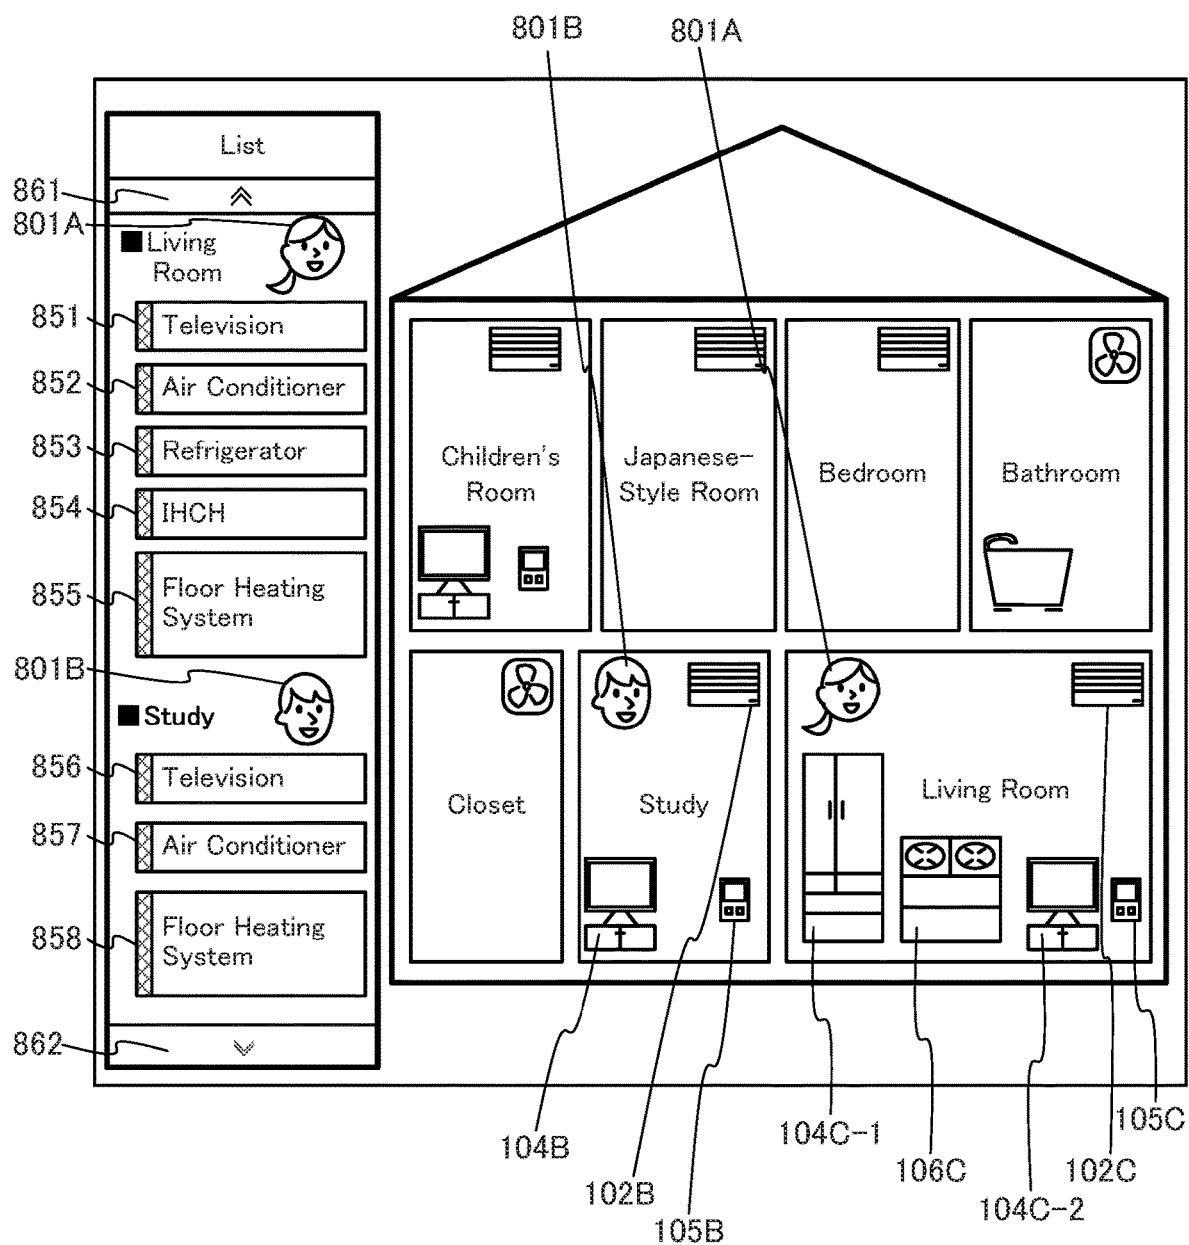 801B
801A
List
861
801A
Living
Room
851
Television
852
Air Conditioner
853
Refrigerator
854
IHCH
855
Floor Heating
System
801B
Study
856
Television
857
Air Conditioner
858
Floor Heating
System
862
Children's
Room
Japanese-
Style Room
Bedroom
Bathroom
Closet
Study
Living Room
104B
102B
105B
104C-1
106C
104C-2
102C
105C